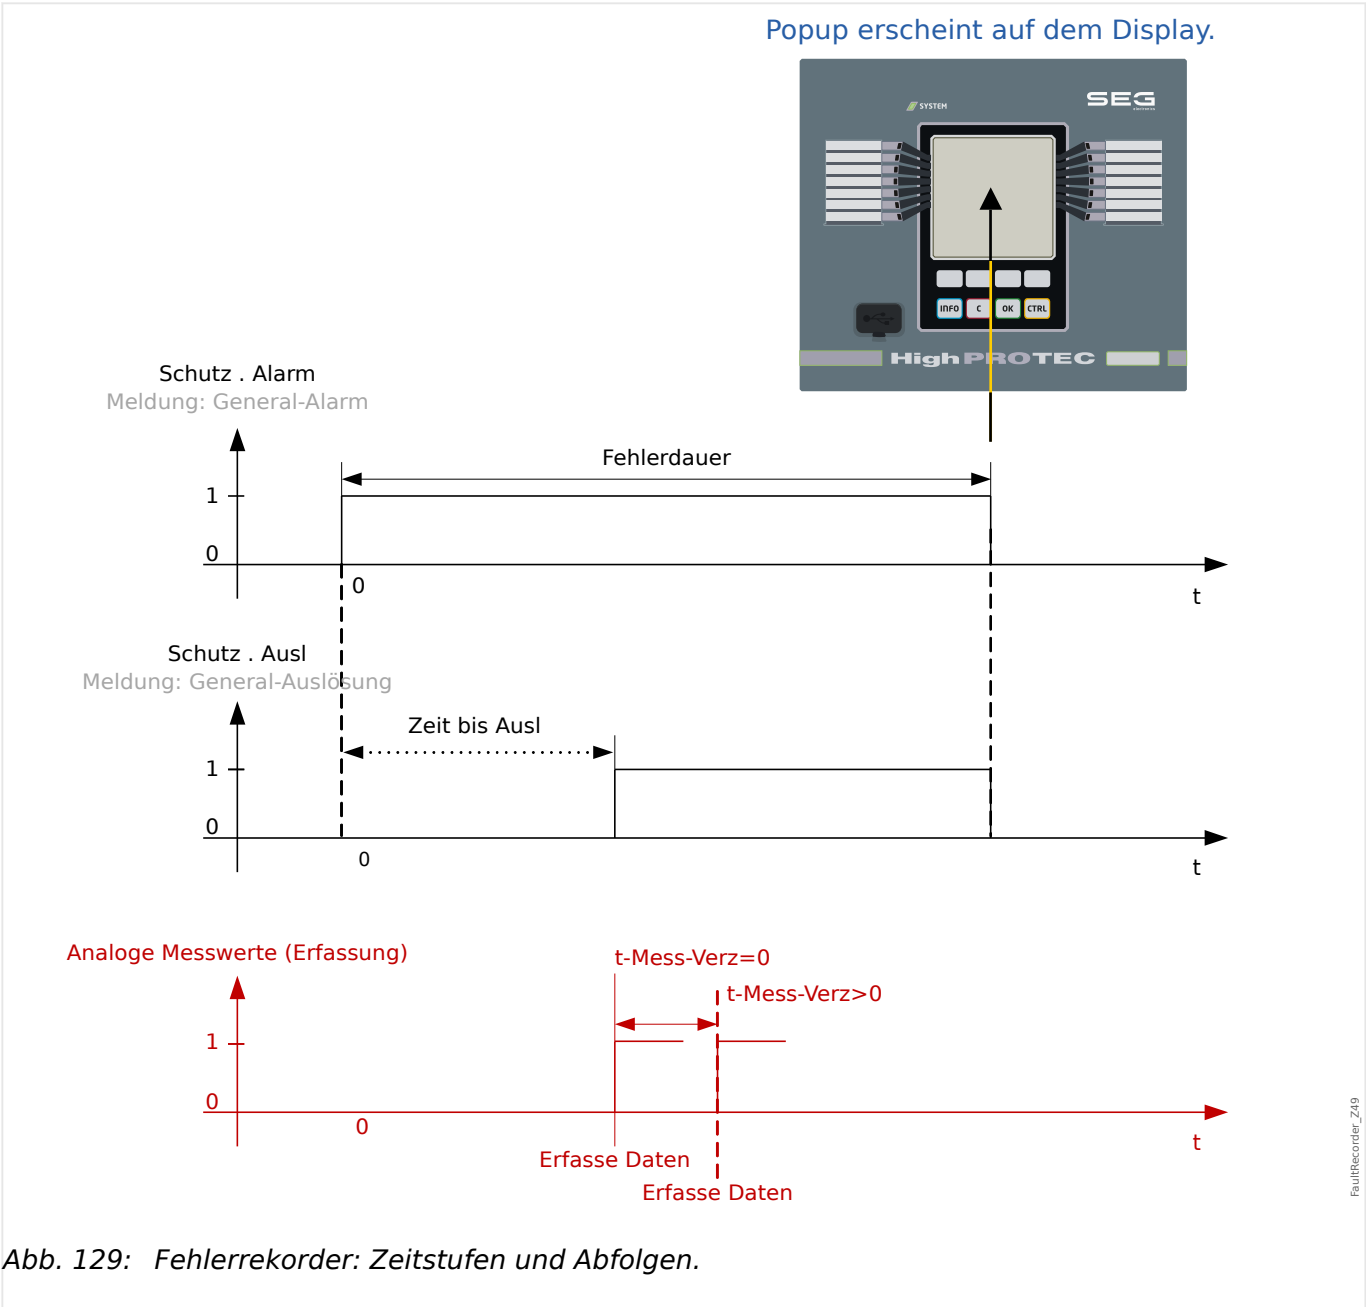 Popup erscheint auf dem Display.
SYSTEM
SEG
INFO
C
OK
CTRL
HighPROTEC
Schutz . Alarm
Meldung: General-Alarm
Fehlerdauer
1
0
0
t
Schutz . Ausl
Meldung: General-Auslösung
Zeit bis Ausl
1
0
0
t
Analoge Messwerte (Erfassung)
t-Mess-Verz=0
t-Mess-Verz>0
1
0
0
t
Erfasse Daten
Erfasse Daten
FaultRecorder_Z49
Abb. 129: Fehlerrekorder: Zeitstufen und Abfolgen.